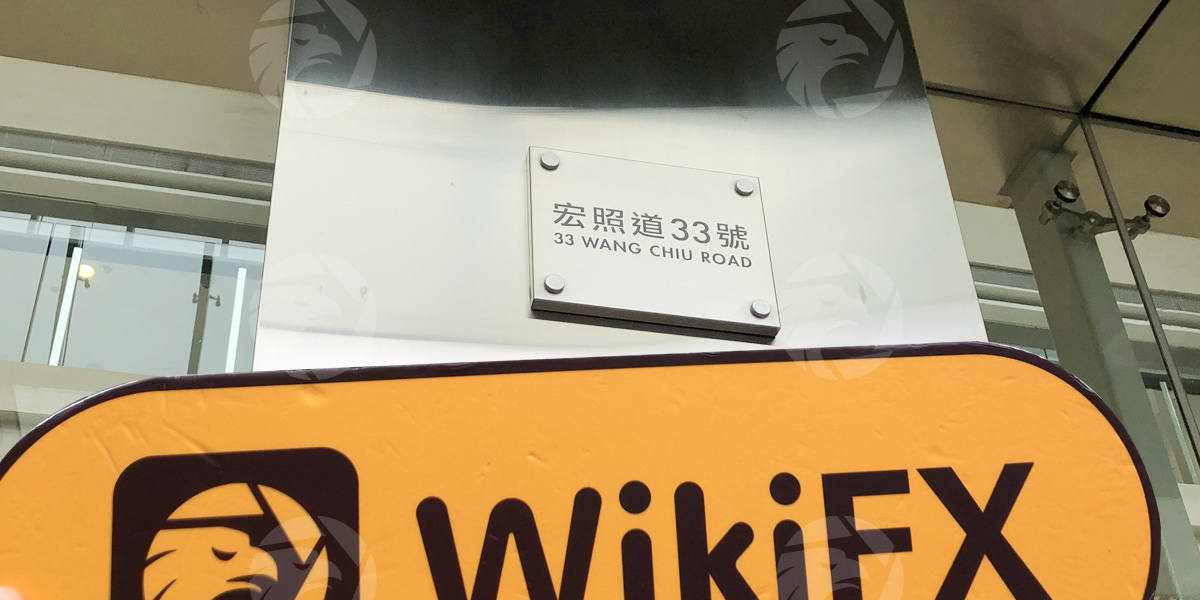 宏照道33號
33 WANG CHIU ROAD
WikiFX